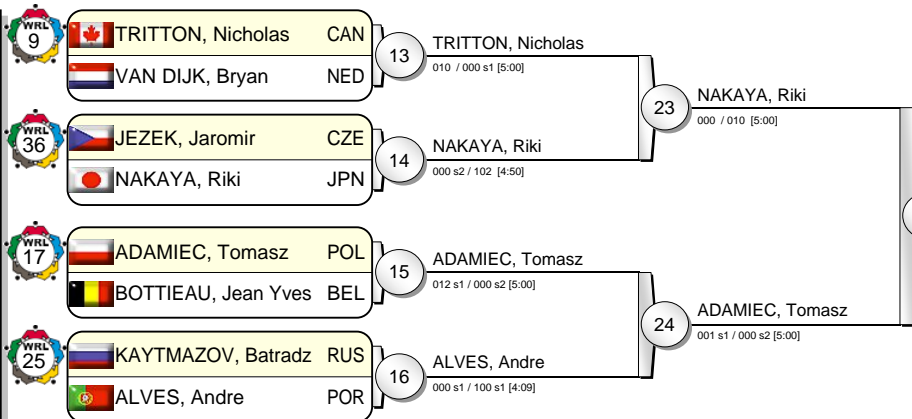 WRL
9
TRITTON, Nicholas CAN
VAN DIJK, Bryan NED
13
TRITTON, Nicholas
010 / 000 s1 [5:00]
WRL
36
JEZEK, Jaromir CZE
NAKAYA, Riki JPN
14
NAKAYA, Riki
000 s2 / 102 [4:50]
23
NAKAYA, Riki
000 / 010 [5:00]
WRL
17
ADAMIEC, Tomasz POL
BOTTIEAU, Jean Yves BEL
15
ADAMIEC, Tomasz
012 s1 / 000 s2 [5:00]
WRL
25
KAYTMAZOV, Batradz RUS
ALVES, Andre POR
16
ALVES, Andre
000 s1 / 100 s1 [4:09]
24
ADAMIEC, Tomasz
001 s1 / 000 s2 [5:00]